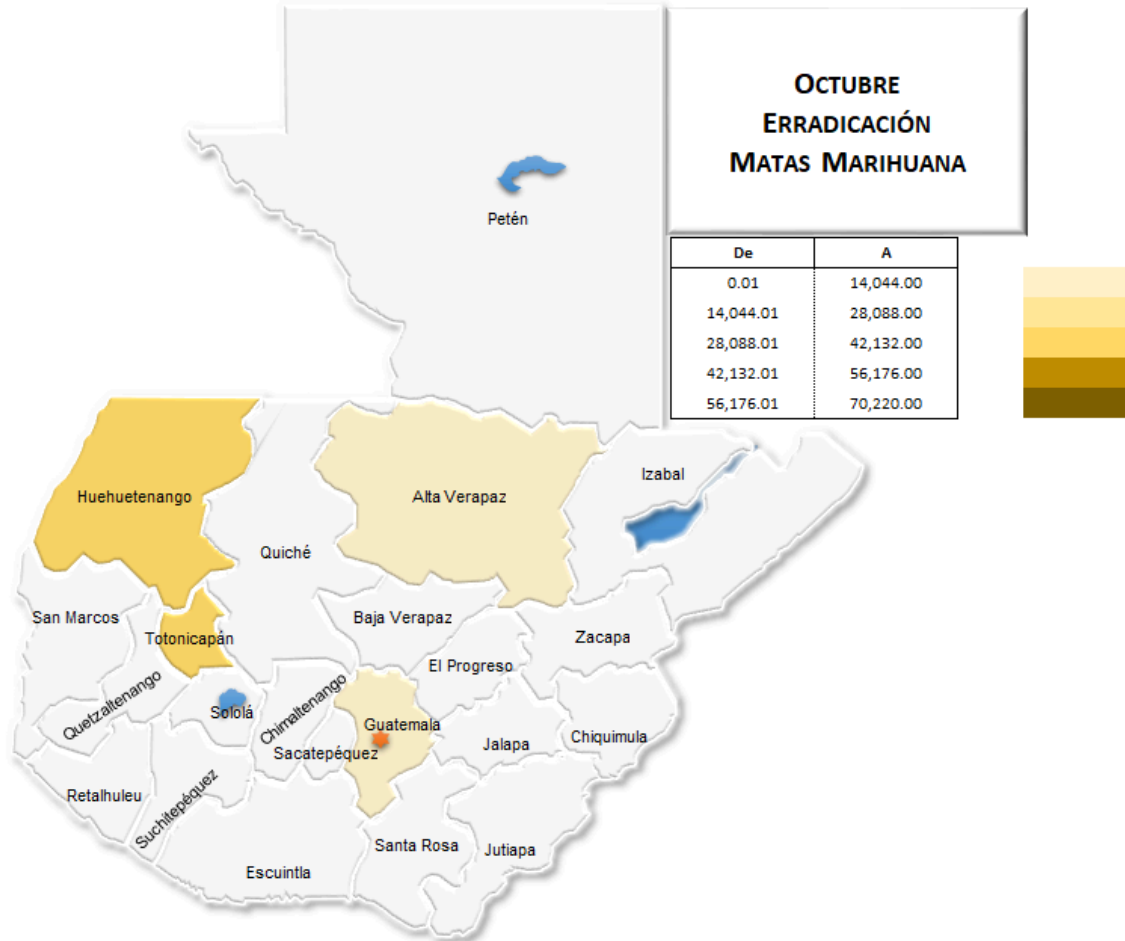 OCTUBRE
ERRADICACIÓN
MATAS MARIHUANA
De A
0.01 14,044.00
14,044.01 28,088.00
28,088.01 42,132.00
42,132.01 56,176.00
56,176.01 70,220.00
Petén
Huehuetenango
Alta Verapaz
Izabal
Quiché
San Marcos
Totonicapán
Baja Verapaz
Zacapa
El Progreso
Quetzaltenango
Sololá
Chimaltenango
Sacatepéquez
Guatemala
Jalapa
Chiquimula
Retalhuleu
Suchitepéquez
Escuintla
Santa Rosa
Jutiapa